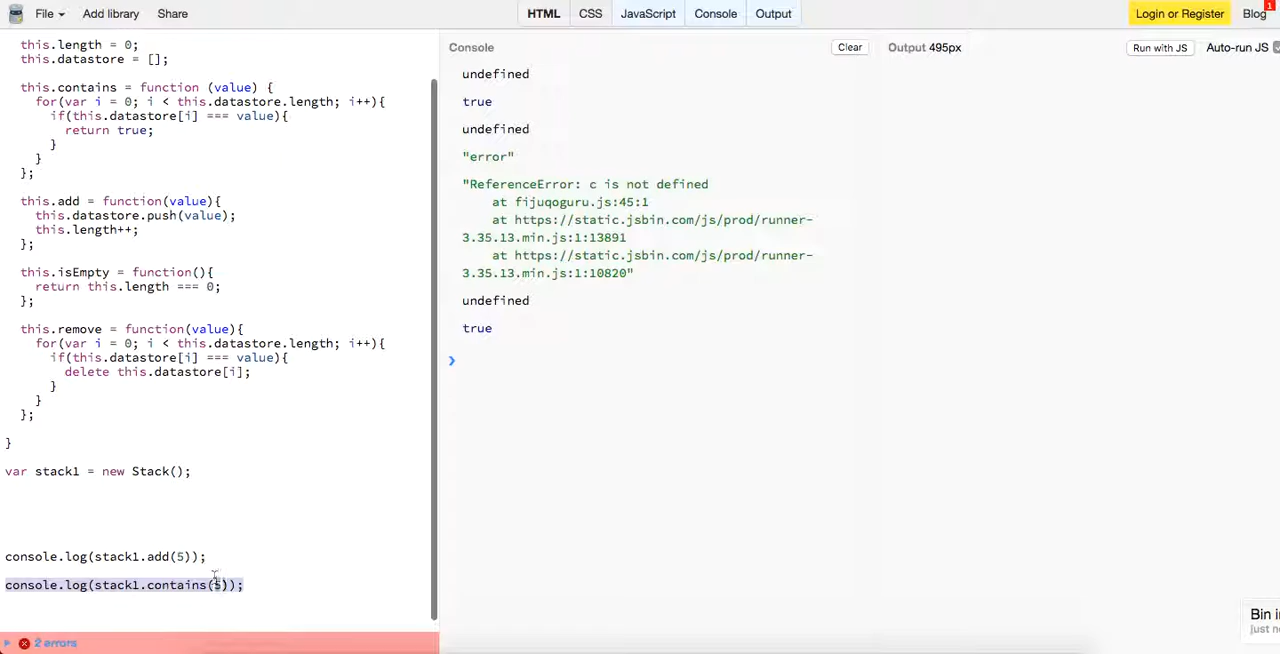 File Add library Share HTML CSS JavaScript Console Output Login or Register Blog 1
this.length = 0;
this.datastore = [];
this.contains = function (value) {
for(var i = 0; i < this.datastore.length; i++){
if(this.datastore[i] === value){
return true;
}
}
};
this.add = function(value){
this.datastore.push(value);
this.length++;
};
this.isEmpty = function(){
return this.length === 0;
};
this.remove = function(value){
for(var i = 0; i < this.datastore.length; i++){
if(this.datastore[i] === value){
delete this.datastore[i];
}
}
};
}
var stack1 = new Stack();
console.log(stack1.add(5));
console.log(stack1.contains(5));
2 errors
Console Clear
undefined
true
undefined
"error"
"ReferenceError: c is not defined
at fijuqoguru.js:45:1
at https://static.jsbin.com/js/prod/runner-
3.35.13.min.js:1:13891
at https://static.jsbin.com/js/prod/runner-
3.35.13.min.js:1:10820"
undefined
true
Output 495px Run with JS Auto-run JS
Bin
just